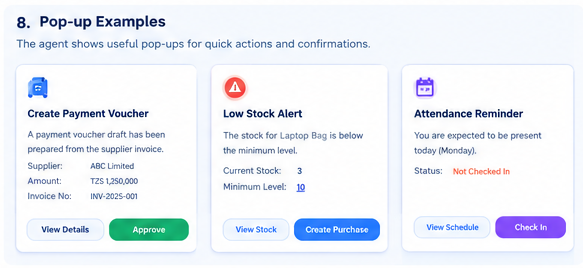 8. Pop-up Examples
The agent shows useful pop-ups for quick actions and confirmations.
Create Payment Voucher
A payment voucher draft has been
prepared from the supplier invoice.
Supplier: ABC Limited
Amount: TZS 1,250,000
Invoice No: INV-2025-001
View Details Approve
Low Stock Alert
The stock for Laptop Bag is below
the minimum level.
Current Stock: 3
Minimum Level: 10
View Stock Create Purchase
Attendance Reminder
You are expected to be present
today (Monday).
Status: Not Checked In
View Schedule Check In